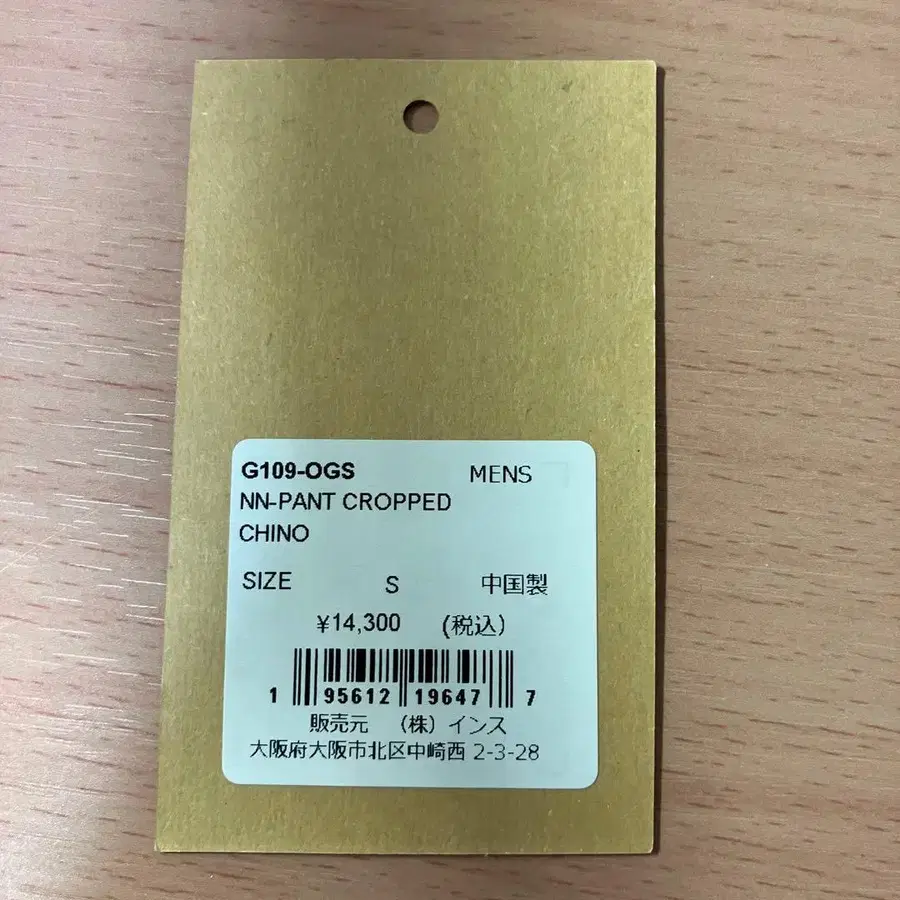 G109-OGS MENS
NN-PANT CROPPED
CHINO
SIZE S 中国製
¥14,300 (税込)
1 95612 19647 7
販売元 (株)インス
大阪府大阪市北区中崎西 2-3-28